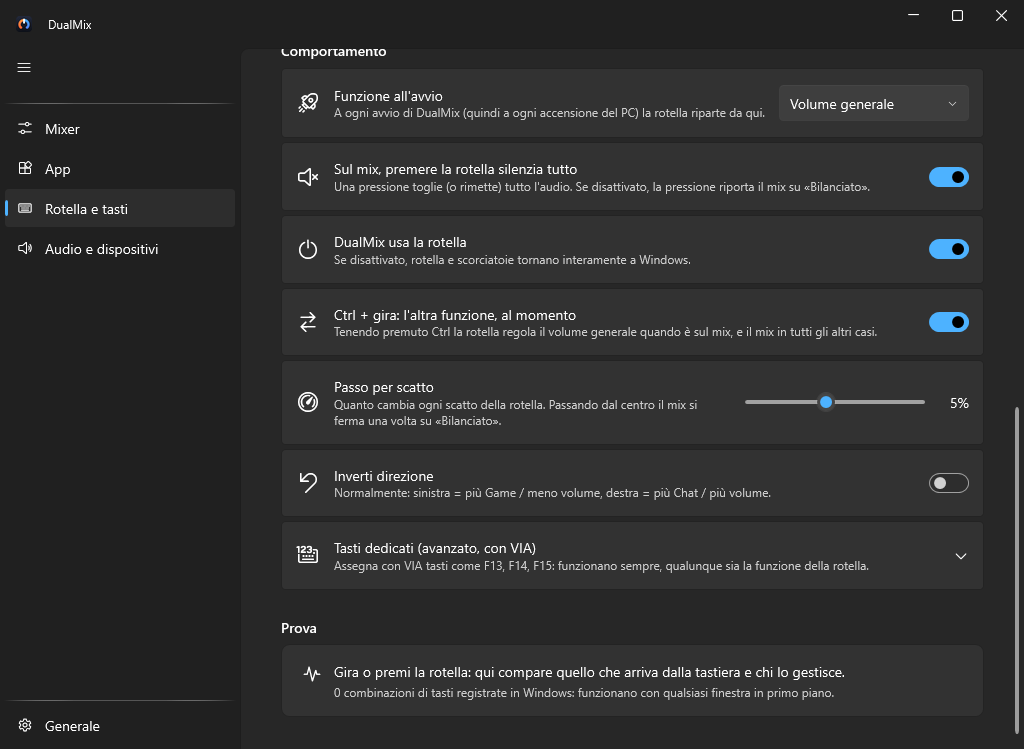 DualMix
Mixer
App
Rotella e tasti
Audio e dispositivi
Generale
Comportamento
Funzione all'avvio
A ogni avvio di DualMix (quindi a ogni accensione del PC) la rotella riparte da qui.
Volume generale
Sul mix, premere la rotella silenzia tutto
Una pressione toglie (o rimette) tutto l'audio. Se disattivato, la pressione riporta il mix su «Bilanciato».
DualMix usa la rotella
Se disattivato, rotella e scorciatoie tornano interamente a Windows.
Ctrl + gira: l'altra funzione, al momento
Tenendo premuto Ctrl la rotella regola il volume generale quando è sul mix, e il mix in tutti gli altri casi.
Passo per scatto
Quanto cambia ogni scatto della rotella. Passando dal centro il mix si
ferma una volta su «Bilanciato».
5%
Inverti direzione
Normalmente: sinistra = più Game / meno volume, destra = più Chat / più volume.
123
Tasti dedicati (avanzato, con VIA)
Assegna con VIA tasti come F13, F14, F15: funzionano sempre, qualunque sia la funzione della rotella.
Prova
Gira o premi la rotella: qui compare quello che arriva dalla tastiera e chi lo gestisce.
0 combinazioni di tasti registrate in Windows: funzionano con qualsiasi finestra in primo piano.